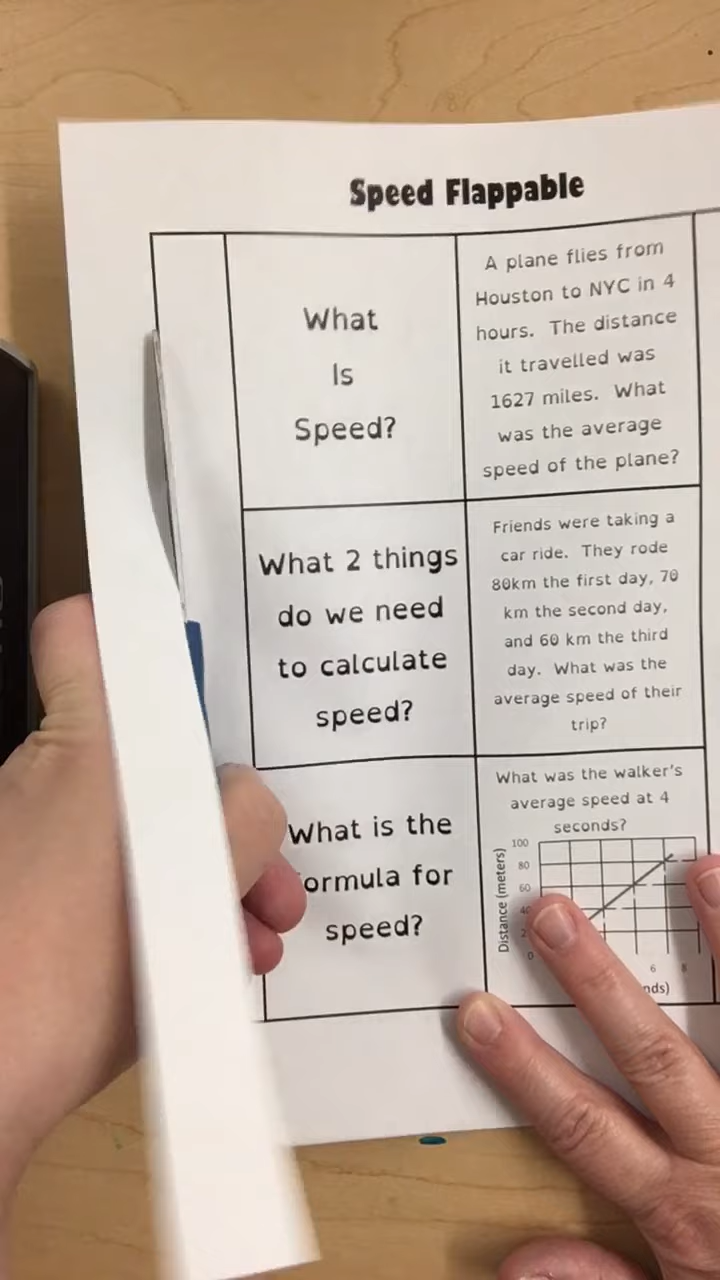 Speed Flappable
What
Is
Speed?
A plane flies from
Houston to NYC in 4
hours. The distance
it travelled was
1627 miles. What
was the average
speed of the plane?
What 2 things
do we need
to calculate
speed?
Friends were taking a
car ride. They rode
80km the first day, 70
km the second day,
and 60 km the third
day. What was the
average speed of their
trip?
What is the
ormula for
speed?
What was the walker's
average speed at 4
seconds?
Distance (meters)
100
80
60
40
2
0
6
8
nds)